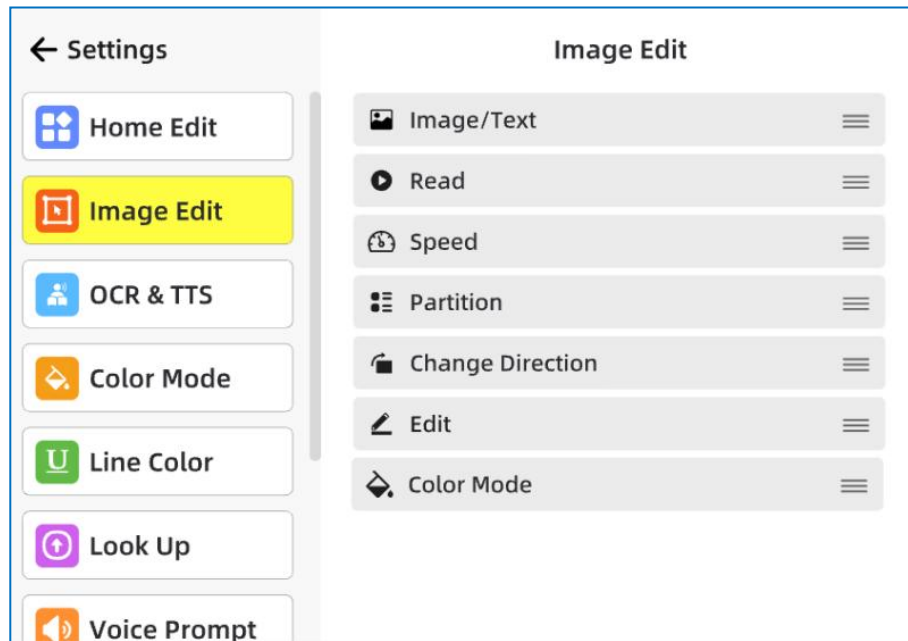 Settings
Home Edit
Image Edit
OCR & TTS
Color Mode
U Line Color
Look Up
Voice Prompt
Image Edit
Image/Text
Read
Speed
Partition
Change Direction
Edit
Color Mode